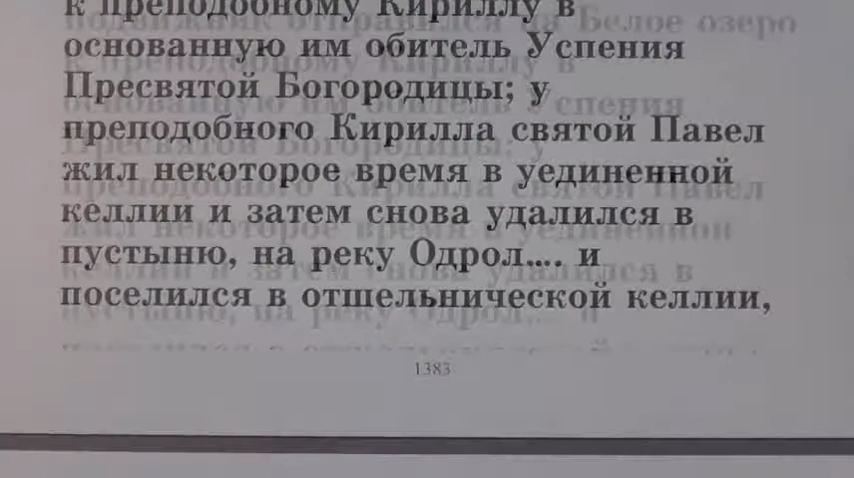 к преподобному Кириллу в
основанную им обитель Успения
Пресвятой Богородицы; у
преподобного Кирилла святой Павел
жил некоторое время в уединенной
келлии и затем снова удалился в
пустыню, на реку Одрол.... и
поселился в отшельнической келлии,
1383